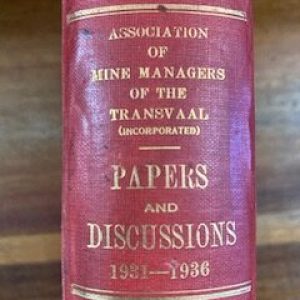 ASSOCIATION
OF
MINE MANAGERS
OF THE
TRANSVAAL
(INCORPORATED)
PAPERS
AND
DISCUSSIONS
1931—1936